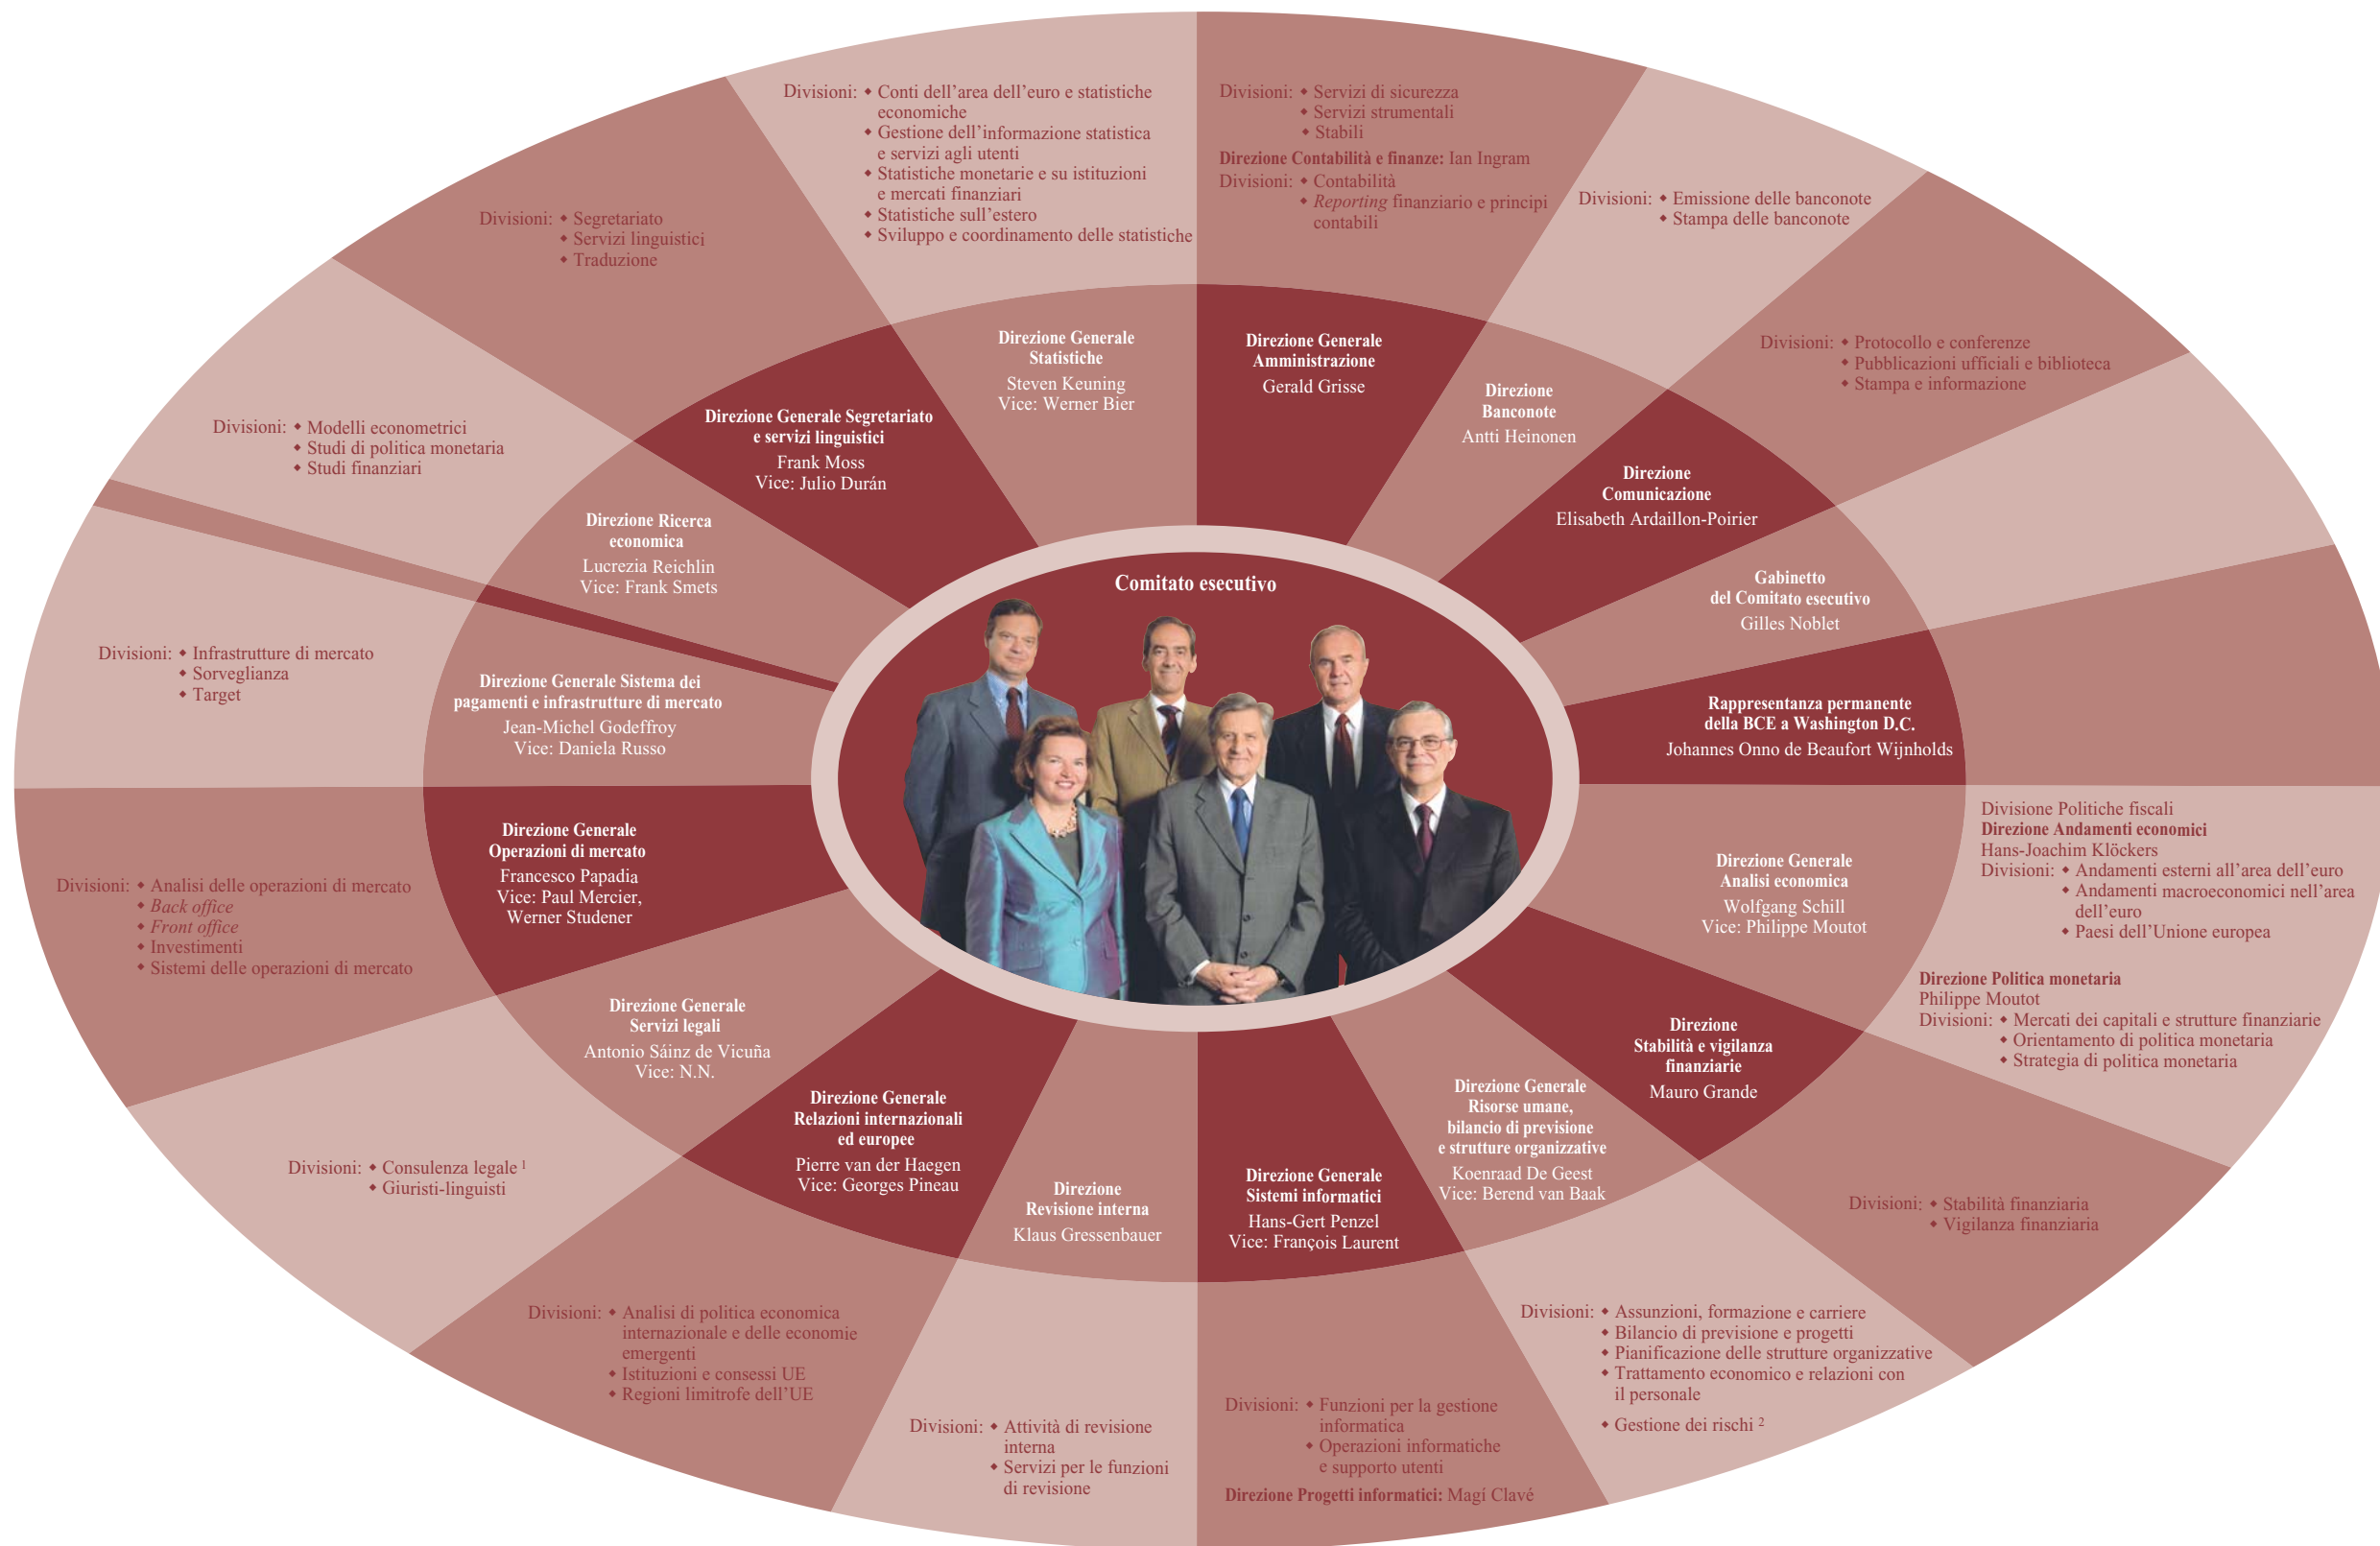 Comitato esecutivo
Divisioni: ◆ Conti dell'area dell'euro e statistiche
economiche
◆ Gestione dell'informazione statistica
e servizi agli utenti
◆ Statistiche monetarie e su istituzioni
e mercati finanziari
◆ Statistiche sull'estero
◆ Sviluppo e coordinamento delle statistiche
Direzione Generale
Statistiche
Steven Keuning
Vice: Werner Bier
Divisioni: ◆ Servizi di sicurezza
◆ Servizi strumentali
◆ Stabili
Direzione Contabilità e finanze: Ian Ingram
Divisioni: ◆ Contabilità
◆ Reporting finanziario e principi
contabili
Direzione Generale
Amministrazione
Gerald Grisse
Divisioni: ◆ Emissione delle banconote
◆ Stampa delle banconote
Direzione
Banconote
Antti Heinonen
Divisioni: ◆ Protocollo e conferenze
◆ Pubblicazioni ufficiali e biblioteca
◆ Stampa e informazione
Direzione
Comunicazione
Elisabeth Ardaillon-Poirier
Gabinetto
del Comitato esecutivo
Gilles Noblet
Rappresentanza permanente
della BCE a Washington D.C.
Johannes Onno de Beaufort Wijnholds
Direzione Generale
Analisi economica
Wolfgang Schill
Vice: Philippe Moutot
Divisione Politiche fiscali
Direzione Andamenti economici
Hans-Joachim Klöckers
Divisioni: ◆ Andamenti esterni all'area dell'euro
◆ Andamenti macroeconomici nell'area
dell'euro
◆ Paesi dell'Unione europea
Direzione Politica monetaria
Philippe Moutot
Divisioni: ◆ Mercati dei capitali e strutture finanziarie
◆ Orientamento di politica monetaria
◆ Strategia di politica monetaria
Direzione
Stabilità e vigilanza
finanziarie
Mauro Grande
Divisioni: ◆ Stabilità finanziaria
◆ Vigilanza finanziaria
Direzione Generale
Risorse umane,
bilancio di previsione
e strutture organizzative
Koenraad De Geest
Vice: Berend van Baak
Divisioni: ◆ Assunzioni, formazione e carriere
◆ Bilancio di previsione e progetti
◆ Pianificazione delle strutture organizzative
◆ Trattamento economico e relazioni con
il personale
◆ Gestione dei rischi 2
Direzione Generale
Sistemi informatici
Hans-Gert Penzel
Vice: François Laurent
Divisioni: ◆ Funzioni per la gestione
informatica
◆ Operazioni informatiche
e supporto utenti
Direzione Progetti informatici: Magí Clavé
Direzione
Revisione interna
Klaus Gressenbauer
Divisioni: ◆ Attività di revisione
interna
◆ Servizi per le funzioni
di revisione
Direzione Generale
Relazioni internazionali
ed europee
Pierre van der Haegen
Vice: Georges Pineau
Divisioni: ◆ Analisi di politica economica
internazionale e delle economie
emergenti
◆ Istituzioni e consessi UE
◆ Regioni limitrofe dell'UE
Direzione Generale
Servizi legali
Antonio Sáinz de Vicuña
Vice: N.N.
Divisioni: ◆ Consulenza legale 1
◆ Giuristi-linguisti
Direzione Generale
Operazioni di mercato
Francesco Papadia
Vice: Paul Mercier,
Werner Studener
Divisioni: ◆ Analisi delle operazioni di mercato
◆ Back office
◆ Front office
◆ Investimenti
◆ Sistemi delle operazioni di mercato
Direzione Generale Sistema dei
pagamenti e infrastrutture di mercato
Jean-Michel Godeffroy
Vice: Daniela Russo
Divisioni: ◆ Infrastrutture di mercato
◆ Sorveglianza
◆ Target
Direzione Ricerca
economica
Lucrezia Reichlin
Vice: Frank Smets
Divisioni: ◆ Modelli econometrici
◆ Studi di politica monetaria
◆ Studi finanziari
Direzione Generale Segretariato
e servizi linguistici
Frank Moss
Vice: Julio Durán
Divisioni: ◆ Segretariato
◆ Servizi linguistici
◆ Traduzione